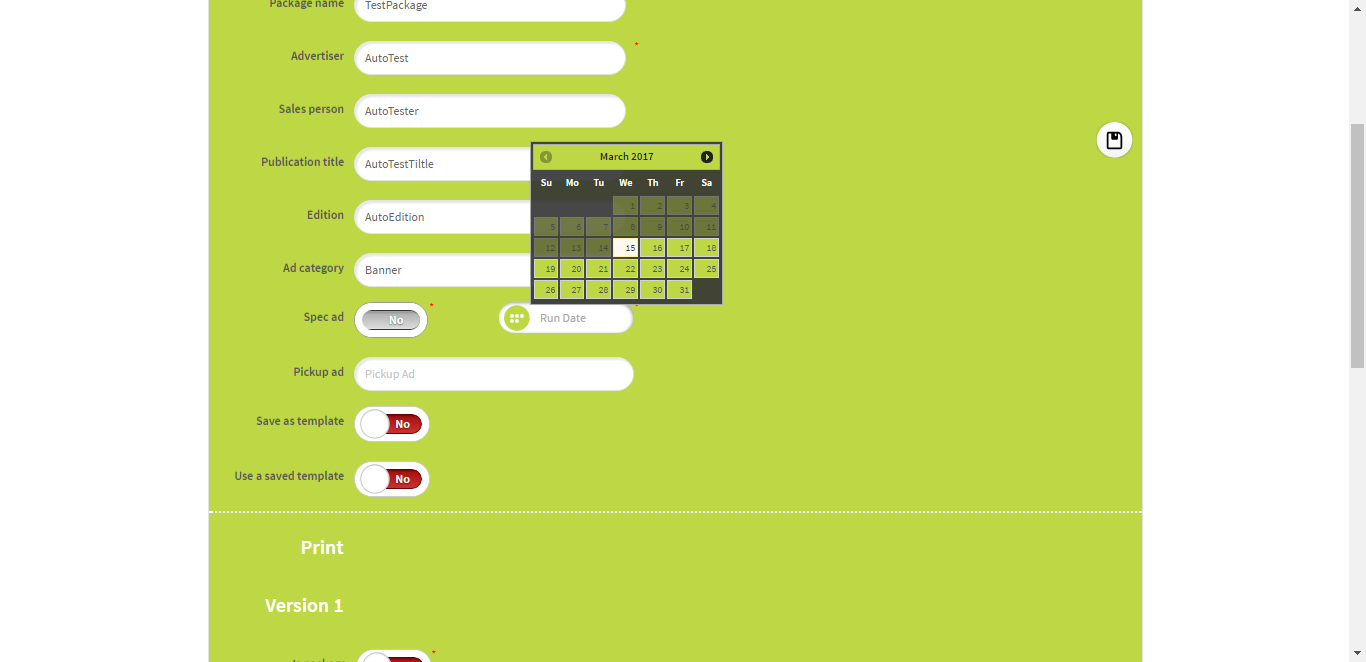 Package name TestPackage
Advertiser AutoTest *
Sales person AutoTester
Publication title AutoTestTiltle
Edition AutoEdition
Ad category Banner
March 2017
Su Mo Tu We Th Fr Sa
1 2 3 4
5 6 7 8 9 10 11
12 13 14 15 16 17 18
19 20 21 22 23 24 25
26 27 28 29 30 31
Spec ad No * Run Date
Pickup ad Pickup Ad
Save as template No
Use a saved template No
Print
Version 1
*